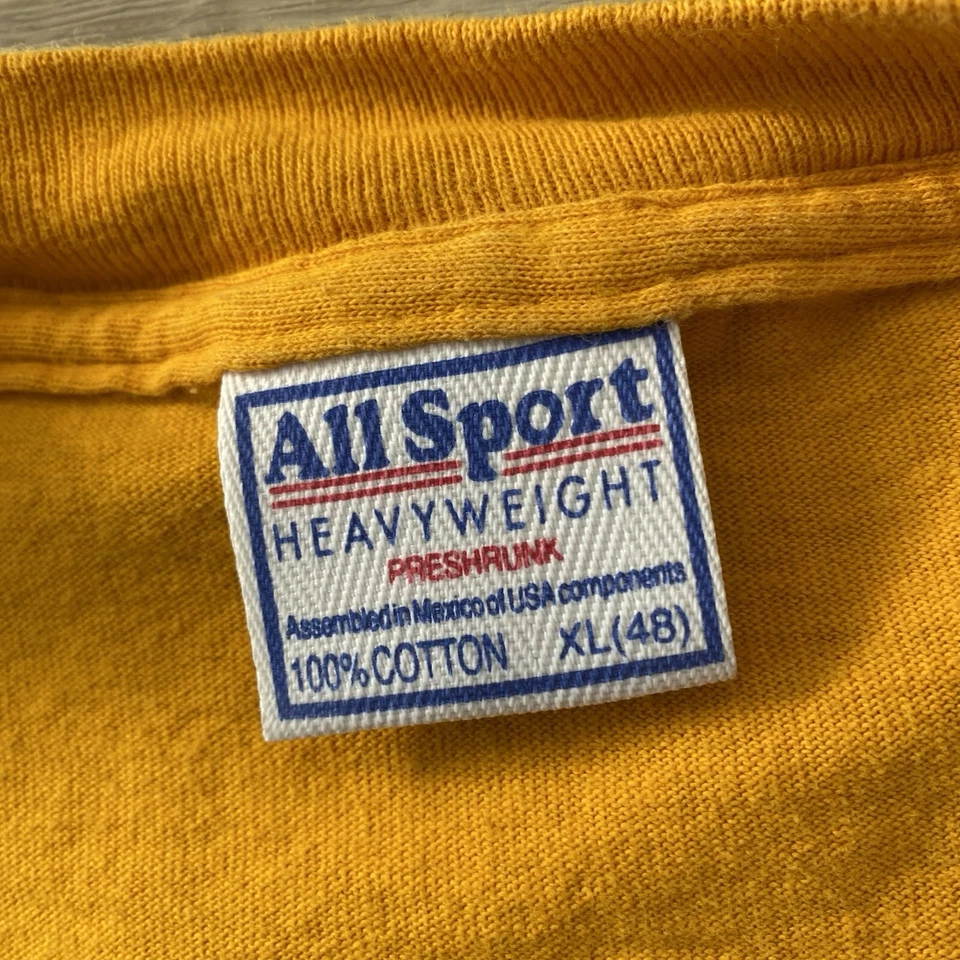 All Sport
HEAVYWEIGHT
PRESHRUNK
Assembled in Mexico of USA components
100% COTTON XL(48)